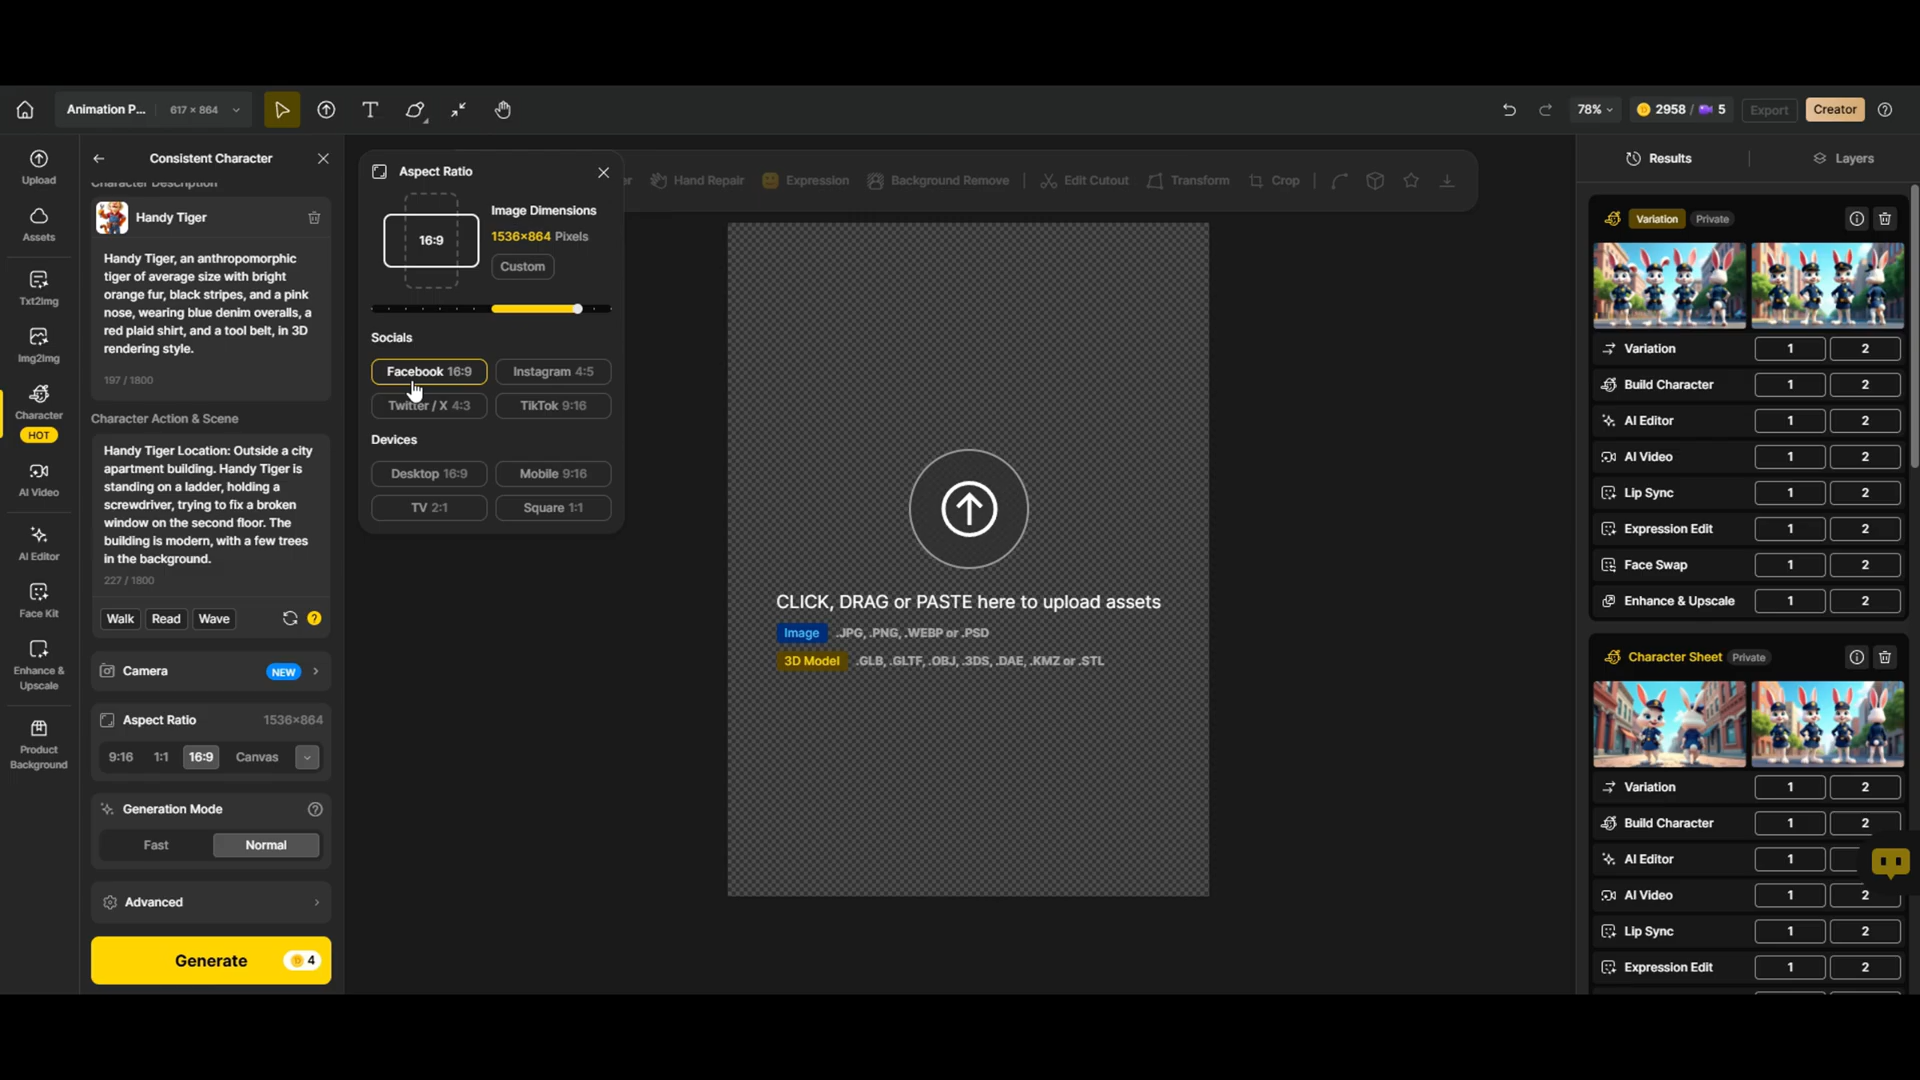 Animation P...
617 × 864
78%
2958 / 5
Export
Creator
Upload
Assets
Txt2Img
Img2Img
Character
HOT
AI Video
AI Editor
Face Kit
Enhance &
Upscale
Product
Background
Consistent Character
Character Description
Handy Tiger
Handy Tiger, an anthropomorphic
tiger of average size with bright
orange fur, black stripes, and a pink
nose, wearing blue denim overalls, a
red plaid shirt, and a tool belt, in 3D
rendering style.
197 / 1800
Character Action & Scene
Handy Tiger Location: Outside a city
apartment building. Handy Tiger is
standing on a ladder, holding a
screwdriver, trying to fix a broken
window on the second floor. The
building is modern, with a few trees
in the background.
227 / 1800
Walk Read Wave ?
Camera NEW
Aspect Ratio 1536×864
9:16 1:1 16:9 Canvas
Generation Mode ?
Fast Normal
Advanced
Generate 4
Aspect Ratio
16:9
Image Dimensions
1536×864 Pixels
Custom
Socials
Facebook 16:9 Instagram 4:5
Twitter / X 4:3 TikTok 9:16
Devices
Desktop 16:9 Mobile 9:16
TV 2:1 Square 1:1
er Hand Repair Expression Background Remove Edit Cutout Transform Crop
CLICK, DRAG or PASTE here to upload assets
Image .JPG, .PNG, .WEBP or .PSD
3D Model .GLB, .GLTF, .OBJ, .3DS, .DAE, .KMZ or .STL
Results Layers
Variation Private
Variation 1 2
Build Character 1 2
AI Editor 1 2
AI Video 1 2
Lip Sync 1 2
Expression Edit 1 2
Face Swap 1 2
Enhance & Upscale 1 2
Character Sheet Private
Variation 1 2
Build Character 1 2
AI Editor 1
AI Video 1 2
Lip Sync 1 2
Expression Edit 1 2